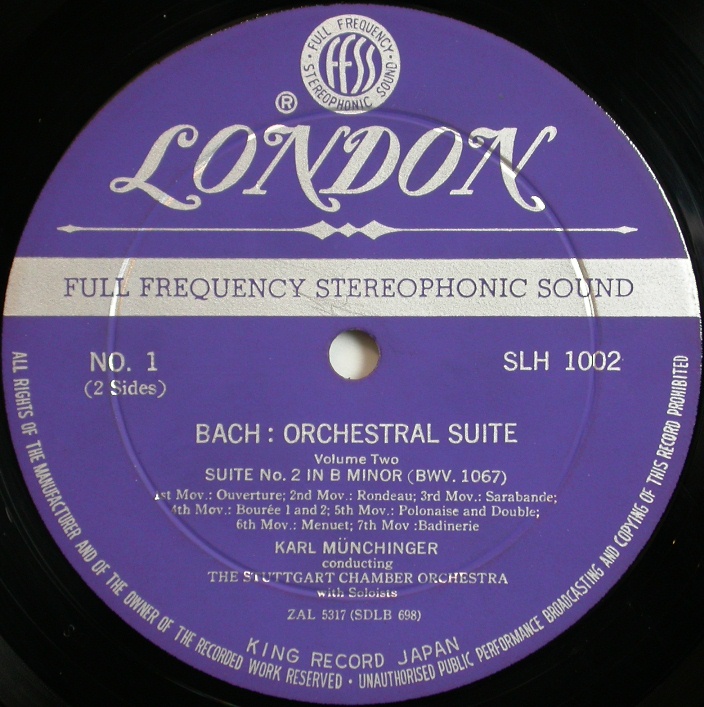 FULL FREQUENCY
FFSS
STEREOPHONIC SOUND
®
LONDON
FULL FREQUENCY STEREOPHONIC SOUND
NO. 1
(2 Sides)
SLH 1002
BACH : ORCHESTRAL SUITE
Volume Two
SUITE No. 2 IN B MINOR (BWV. 1067)
1st Mov.: Ouverture; 2nd Mov.: Rondeau; 3rd Mov.: Sarabande;
4th Mov.: Bourée 1 and 2; 5th Mov.: Polonaise and Double;
6th Mov.: Menuet; 7th Mov :Badinerie
KARL MÜNCHINGER
conducting
THE STUTTGART CHAMBER ORCHESTRA
with Soloists
ZAL 5317 (SDLB 698)
KING RECORD JAPAN
ALL RIGHTS OF THE MANUFACTURER AND OF THE OWNER OF THE RECORDED WORK RESERVED · UNAUTHORISED PUBLIC PERFORMANCE BROADCASTING AND COPYING OF THIS RECORD PROHIBITED